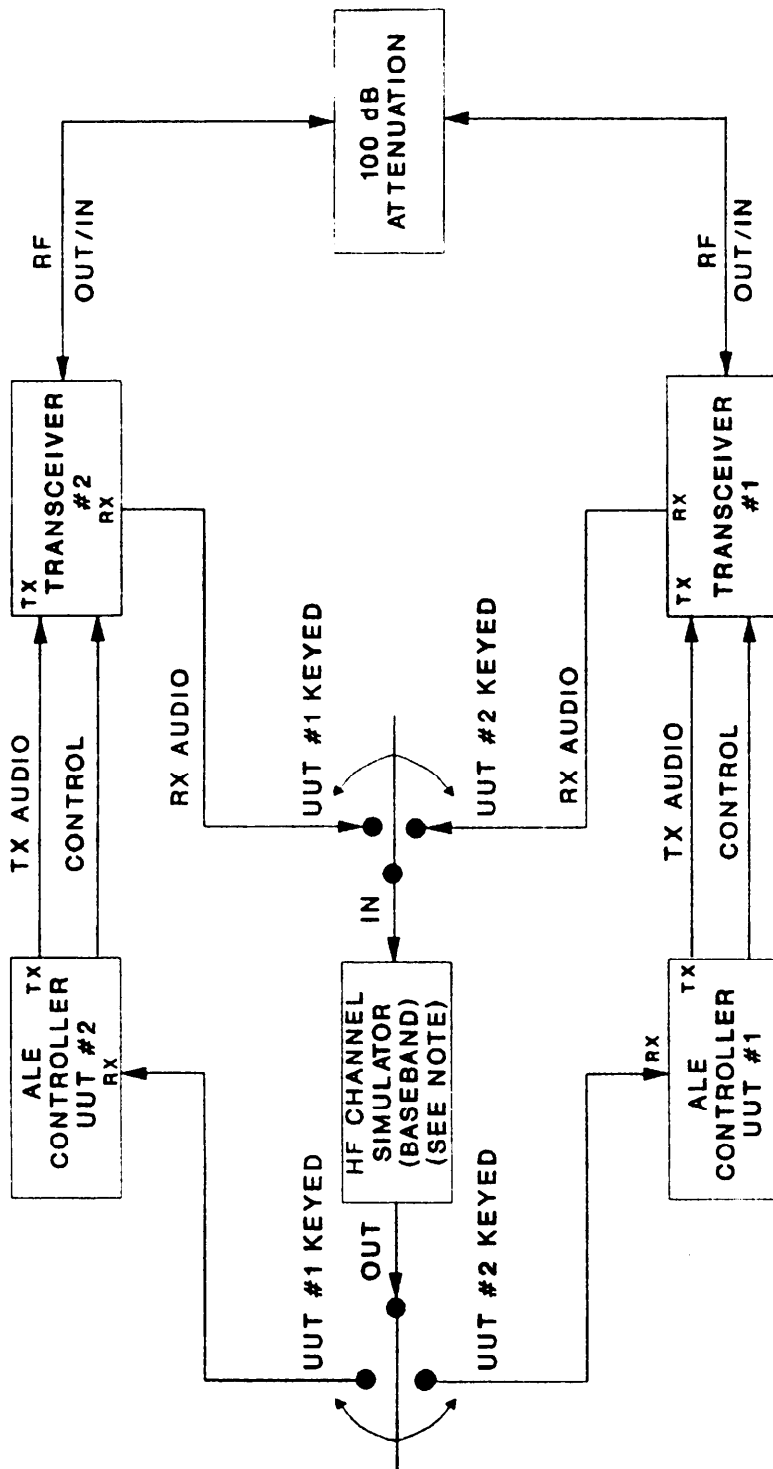 ALE
CONTROLLER
UUT #2
TX
RX
TX AUDIO
CONTROL
TX
TRANSCEIVER
#2
RX
RF
OUT/IN
UUT #1 KEYED
RX AUDIO
UUT #1 KEYED
OUT
HF CHANNEL
SIMULATOR
(BASEBAND)
(SEE NOTE)
IN
100 dB
ATTENUATION
UUT #2 KEYED
UUT #2 KEYED
RX AUDIO
RX
TX
ALE
CONTROLLER
UUT #1
TX AUDIO
CONTROL
TX
RX
TRANSCEIVER
#1
RF
OUT/IN